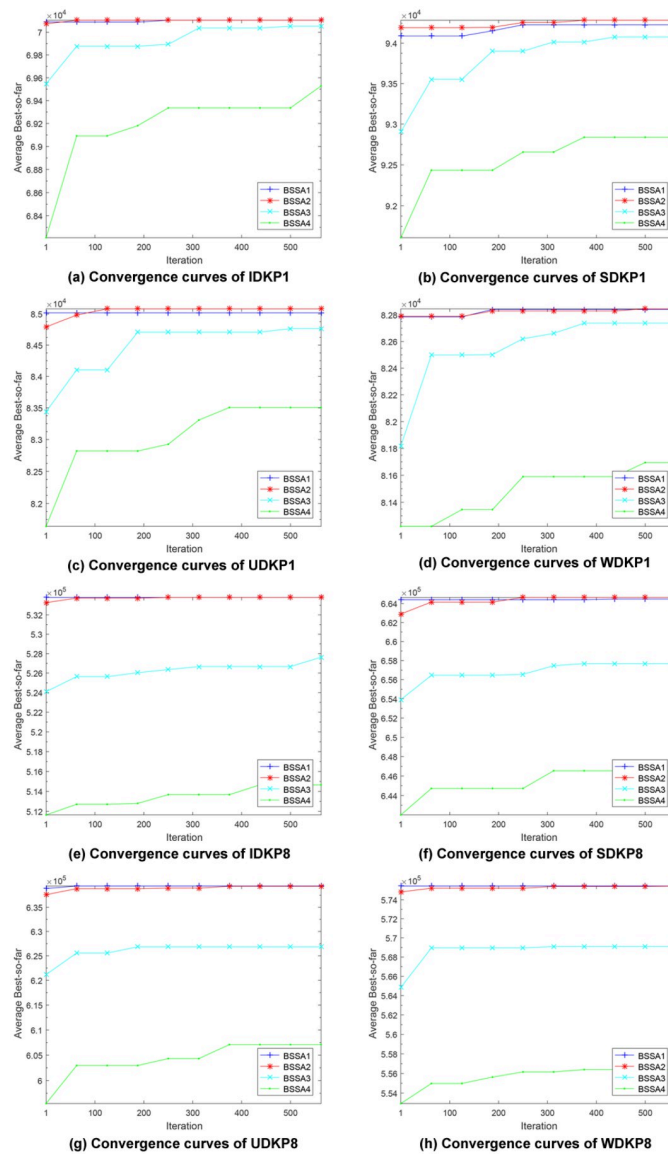 ×10⁴
7
6.98
6.96
6.94
6.92
6.9
6.88
6.86
6.84
Average Best-so-far
1 100 200 300 400 500
Iteration
BSSA1
BSSA2
BSSA3
BSSA4
(a) Convergence curves of IDKP1
×10⁴
9.4
9.35
9.3
9.25
9.2
Average Best-so-far
1 100 200 300 400 500
Iteration
BSSA1
BSSA2
BSSA3
BSSA4
(b) Convergence curves of SDKP1
×10⁴
8.5
8.45
8.4
8.35
8.3
8.25
8.2
Average Best-so-far
1 100 200 300 400 500
Iteration
BSSA1
BSSA2
BSSA3
BSSA4
(c) Convergence curves of UDKP1
×10⁴
8.28
8.26
8.24
8.22
8.2
8.18
8.16
8.14
Average Best-so-far
1 100 200 300 400 500
Iteration
BSSA1
BSSA2
BSSA3
BSSA4
(d) Convergence curves of WDKP1
×10⁵
5.32
5.3
5.28
5.26
5.24
5.22
5.2
5.18
5.16
5.14
5.12
Average Best-so-far
1 100 200 300 400 500
Iteration
BSSA1
BSSA2
BSSA3
BSSA4
(e) Convergence curves of IDKP8
×10⁵
6.64
6.62
6.6
6.58
6.56
6.54
6.52
6.5
6.48
6.46
6.44
Average Best-so-far
1 100 200 300 400 500
Iteration
BSSA1
BSSA2
BSSA3
BSSA4
(f) Convergence curves of SDKP8
×10⁵
6.35
6.3
6.25
6.2
6.15
6.1
6.05
6
Average Best-so-far
1 100 200 300 400 500
Iteration
BSSA1
BSSA2
BSSA3
BSSA4
(g) Convergence curves of UDKP8
×10⁵
5.74
5.72
5.7
5.68
5.66
5.64
5.62
5.6
5.58
5.56
5.54
Average Best-so-far
1 100 200 300 400 500
Iteration
BSSA1
BSSA2
BSSA3
BSSA4
(h) Convergence curves of WDKP8